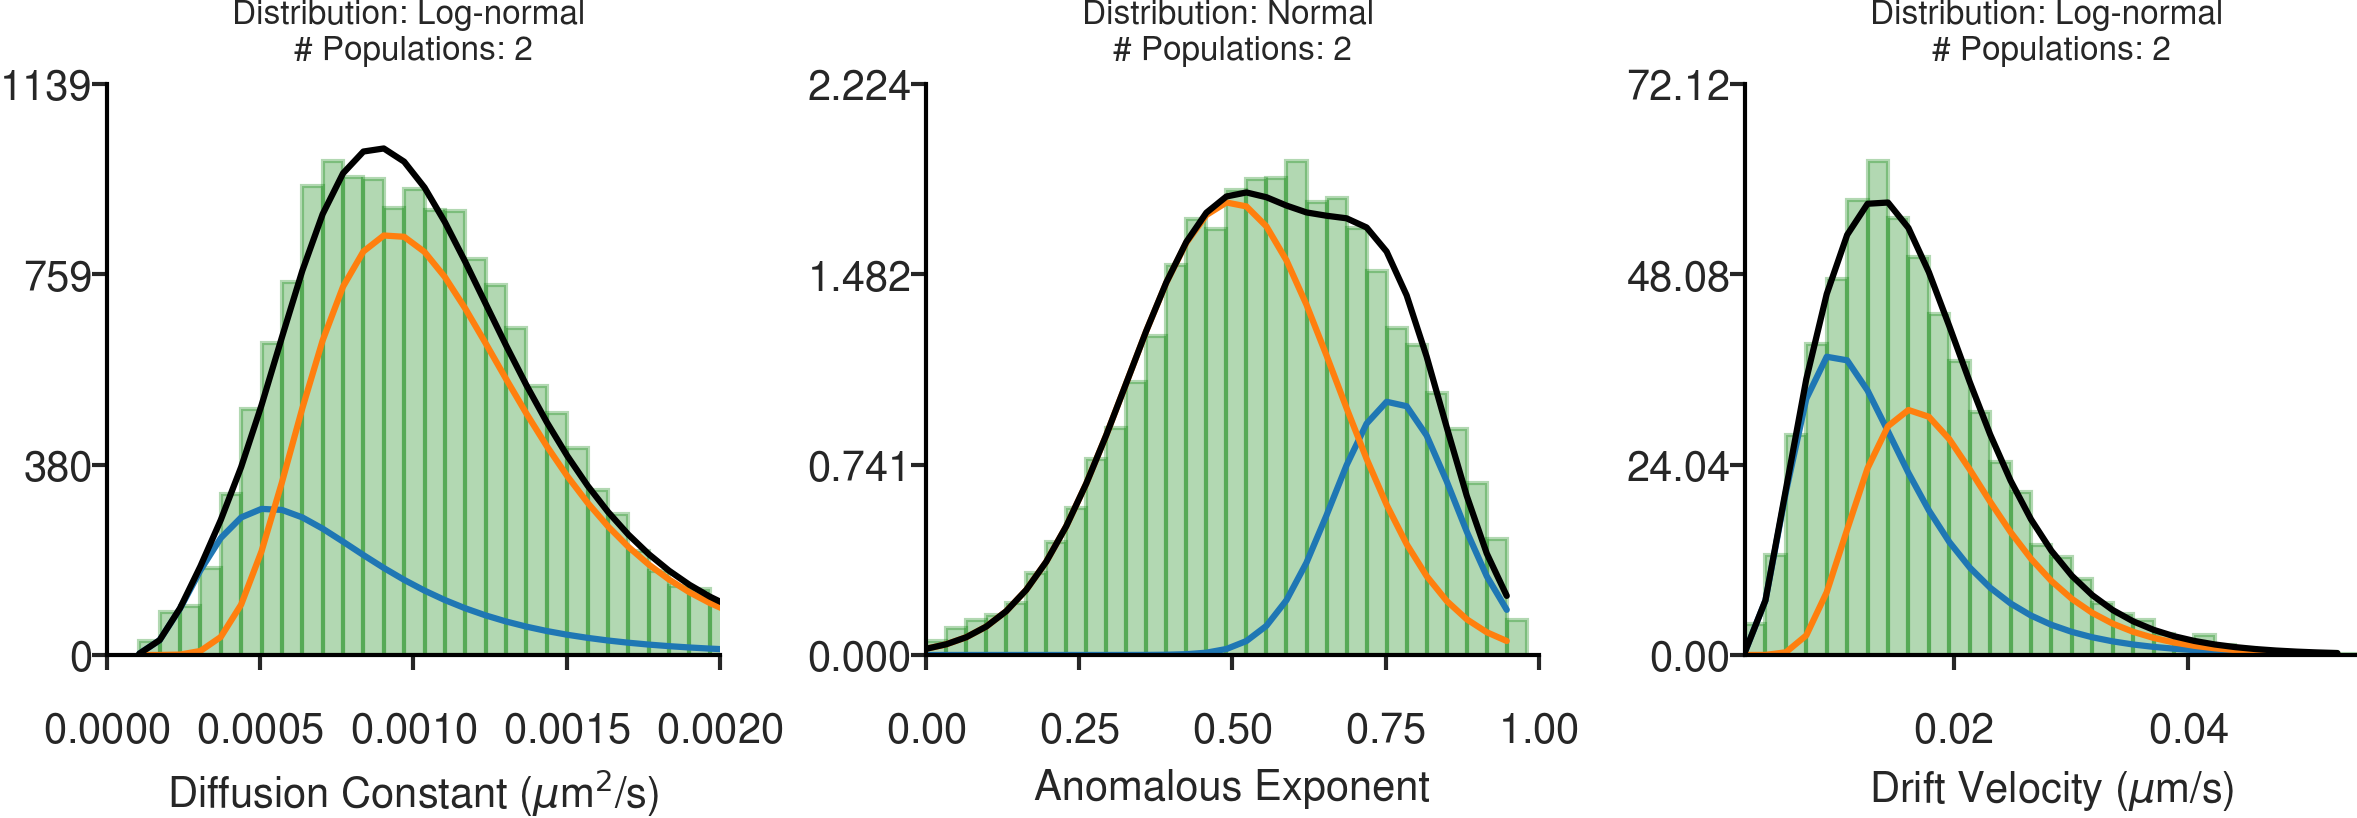 Distribution: Log-normal
# Populations: 2
1139
759
380
0
0.0000 0.0005 0.0010 0.0015 0.0020
Diffusion Constant (μm²/s)
Distribution: Normal
# Populations: 2
2.224
1.482
0.741
0.000
0.00 0.25 0.50 0.75 1.00
Anomalous Exponent
Distribution: Log-normal
# Populations: 2
72.12
48.08
24.04
0.00
0.02 0.04
Drift Velocity (μm/s)